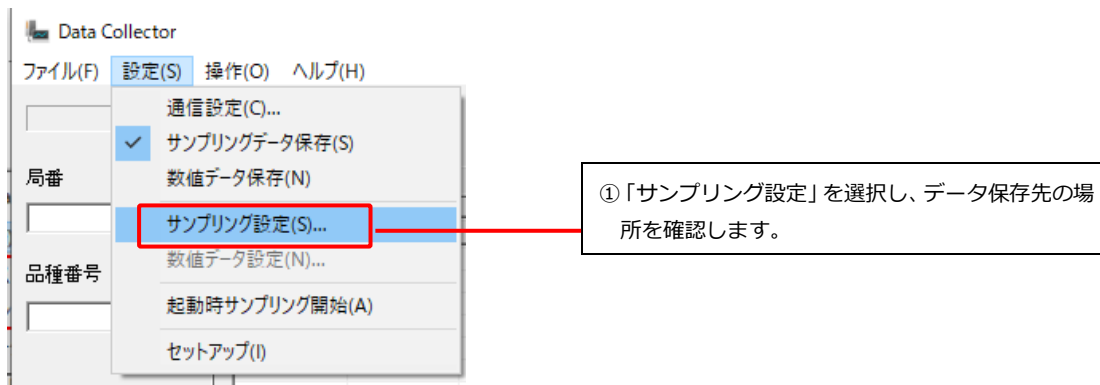 Data Collector
ファイル(F) 設定(S) 操作(O) ヘルプ(H)
通信設定(C)...
サンプリングデータ保存(S)
局番
数値データ保存(N)
サンプリング設定(S)...
品種番号
数値データ設定(N)...
起動時サンプリング開始(A)
セットアップ(I)
①「サンプリング設定」を選択し、データ保存先の場
所を確認します。